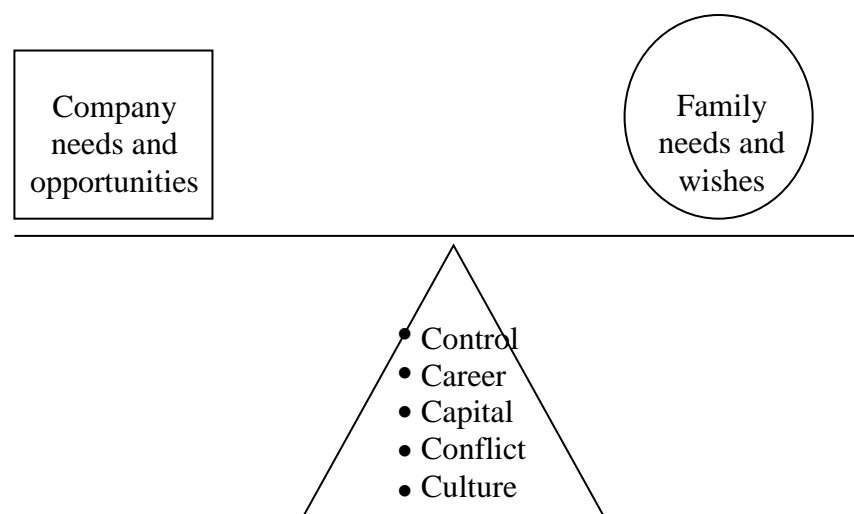 Company
needs and
opportunities
Family
needs and
wishes
• Control
• Career
• Capital
• Conflict
• Culture